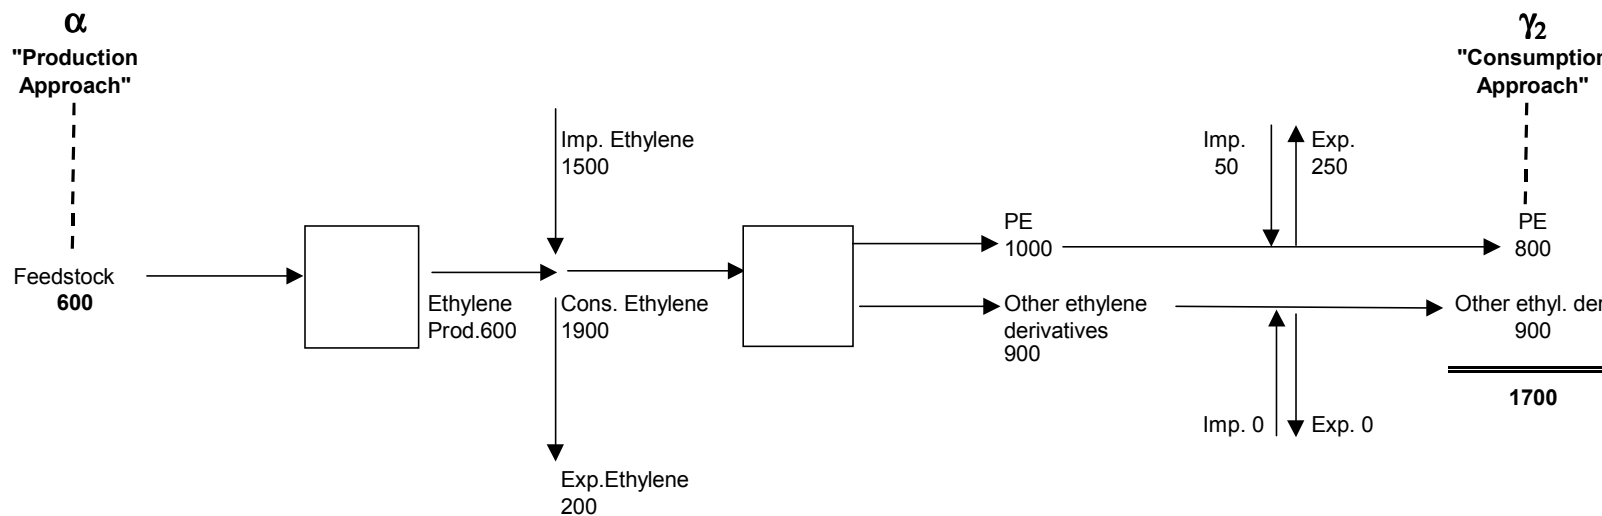 α
"Production
Approach"
Feedstock
600
Ethylene
Prod.600
Imp. Ethylene
1500
Cons. Ethylene
1900
Exp.Ethylene
200
PE
1000
Other ethylene
derivatives
900
Imp.
50
Exp.
250
Imp. 0
Exp. 0
γ2
"Consumption
Approach"
PE
800
Other ethyl. der
900
1700